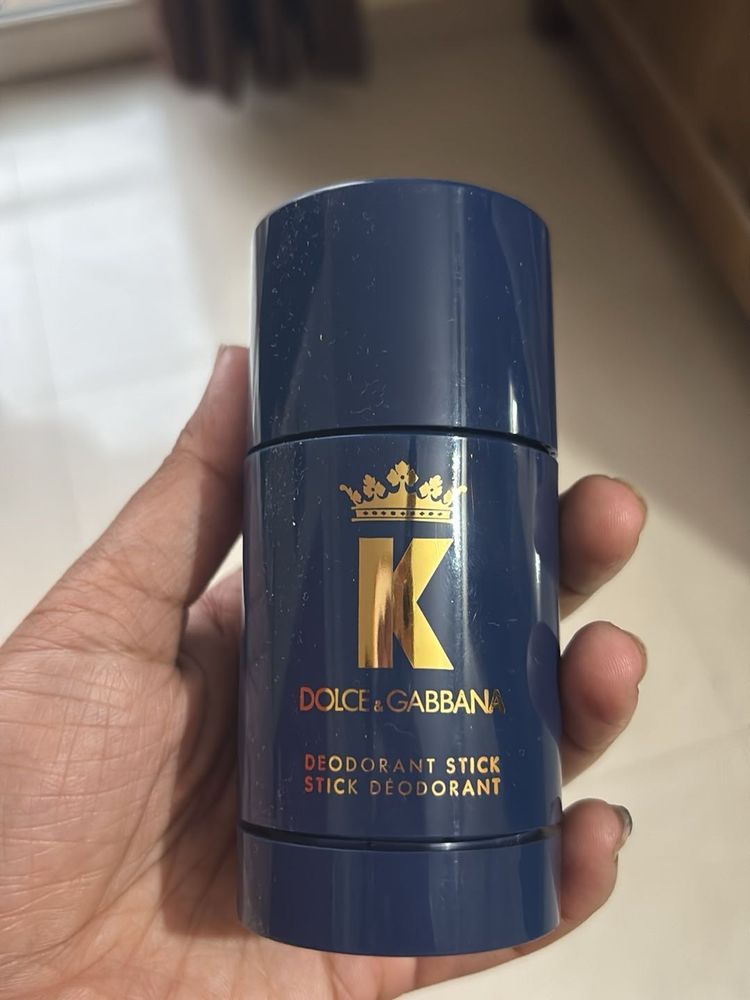 K
DOLCE & GABBANA
DEODORANT STICK
STICK DÉODORANT